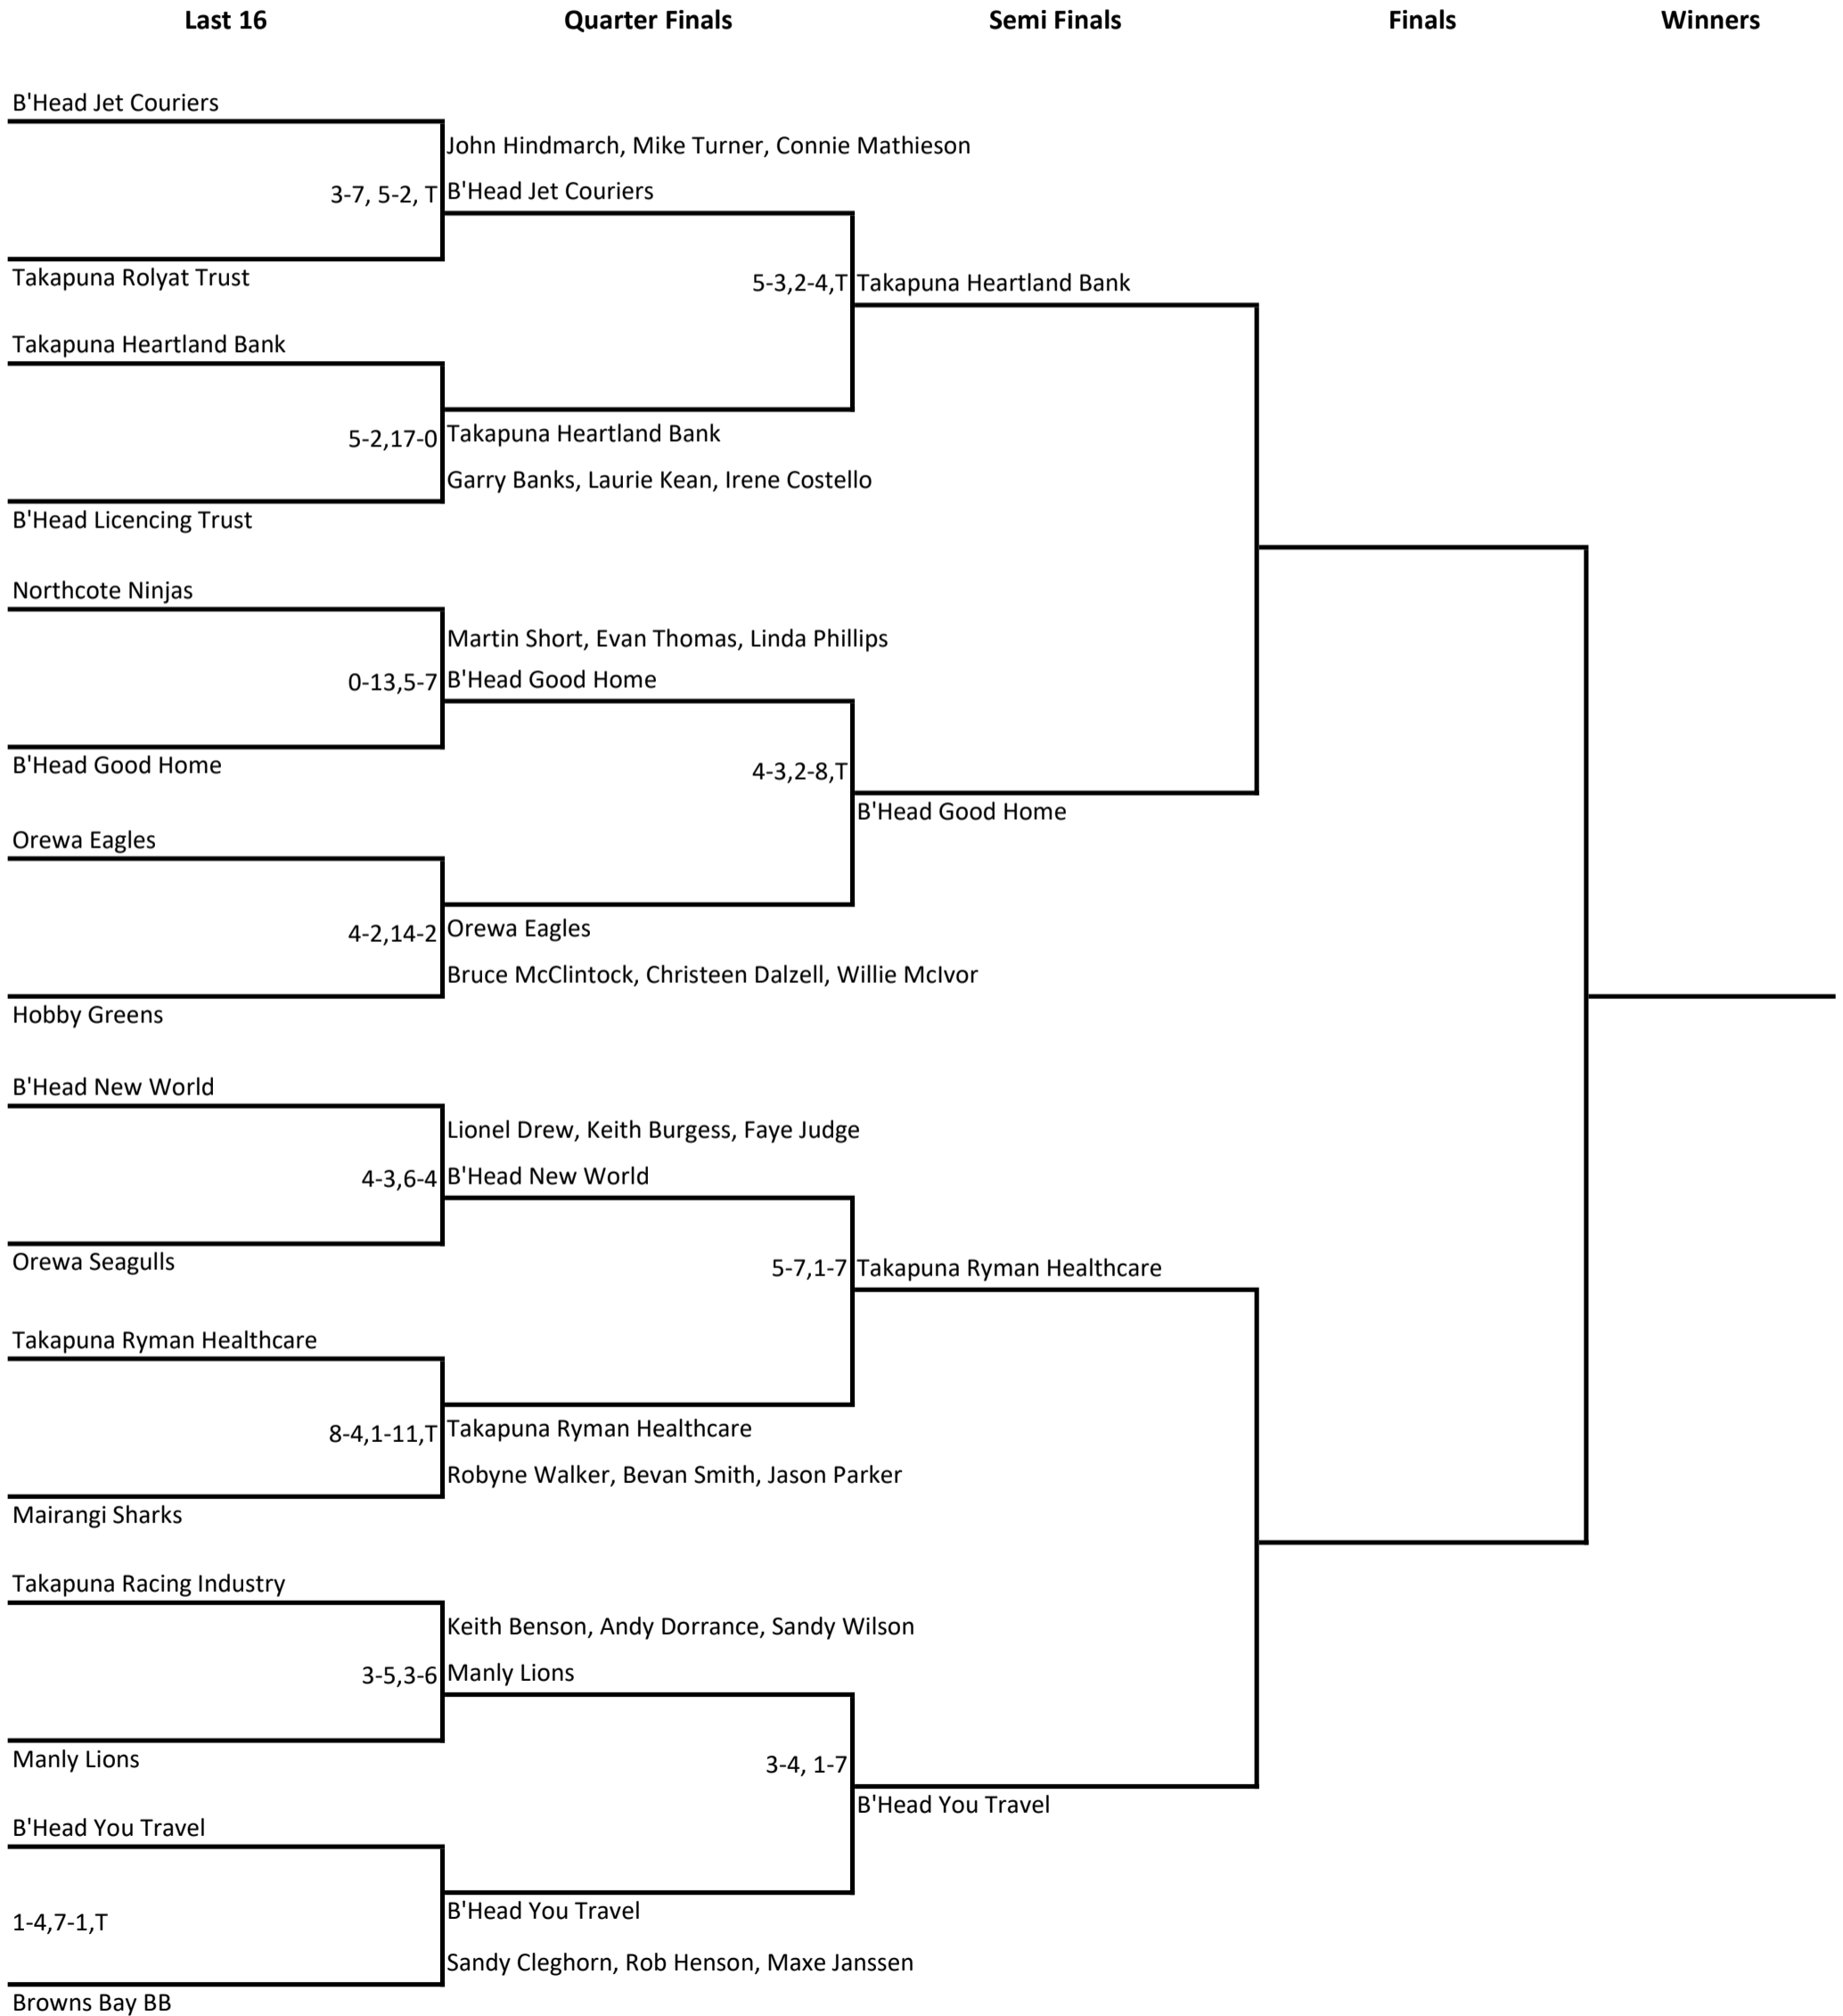 Last 16
Quarter Finals
Semi Finals
Finals
Winners
B'Head Jet Couriers
John Hindmarch, Mike Turner, Connie Mathieson
3-7, 5-2, T
B'Head Jet Couriers
Takapuna Rolyat Trust
5-3,2-4,T
Takapuna Heartland Bank
Takapuna Heartland Bank
5-2,17-0
Takapuna Heartland Bank
Garry Banks, Laurie Kean, Irene Costello
B'Head Licencing Trust
Northcote Ninjas
Martin Short, Evan Thomas, Linda Phillips
0-13,5-7
B'Head Good Home
B'Head Good Home
4-3,2-8,T
B'Head Good Home
Orewa Eagles
4-2,14-2
Orewa Eagles
Bruce McClintock, Christeen Dalzell, Willie McIvor
Hobby Greens
B'Head New World
Lionel Drew, Keith Burgess, Faye Judge
4-3,6-4
B'Head New World
Orewa Seagulls
5-7,1-7
Takapuna Ryman Healthcare
Takapuna Ryman Healthcare
8-4,1-11,T
Takapuna Ryman Healthcare
Robyne Walker, Bevan Smith, Jason Parker
Mairangi Sharks
Takapuna Racing Industry
Keith Benson, Andy Dorrance, Sandy Wilson
3-5,3-6
Manly Lions
Manly Lions
3-4, 1-7
B'Head You Travel
B'Head You Travel
1-4,7-1,T
B'Head You Travel
Sandy Cleghorn, Rob Henson, Maxe Janssen
Browns Bay BB